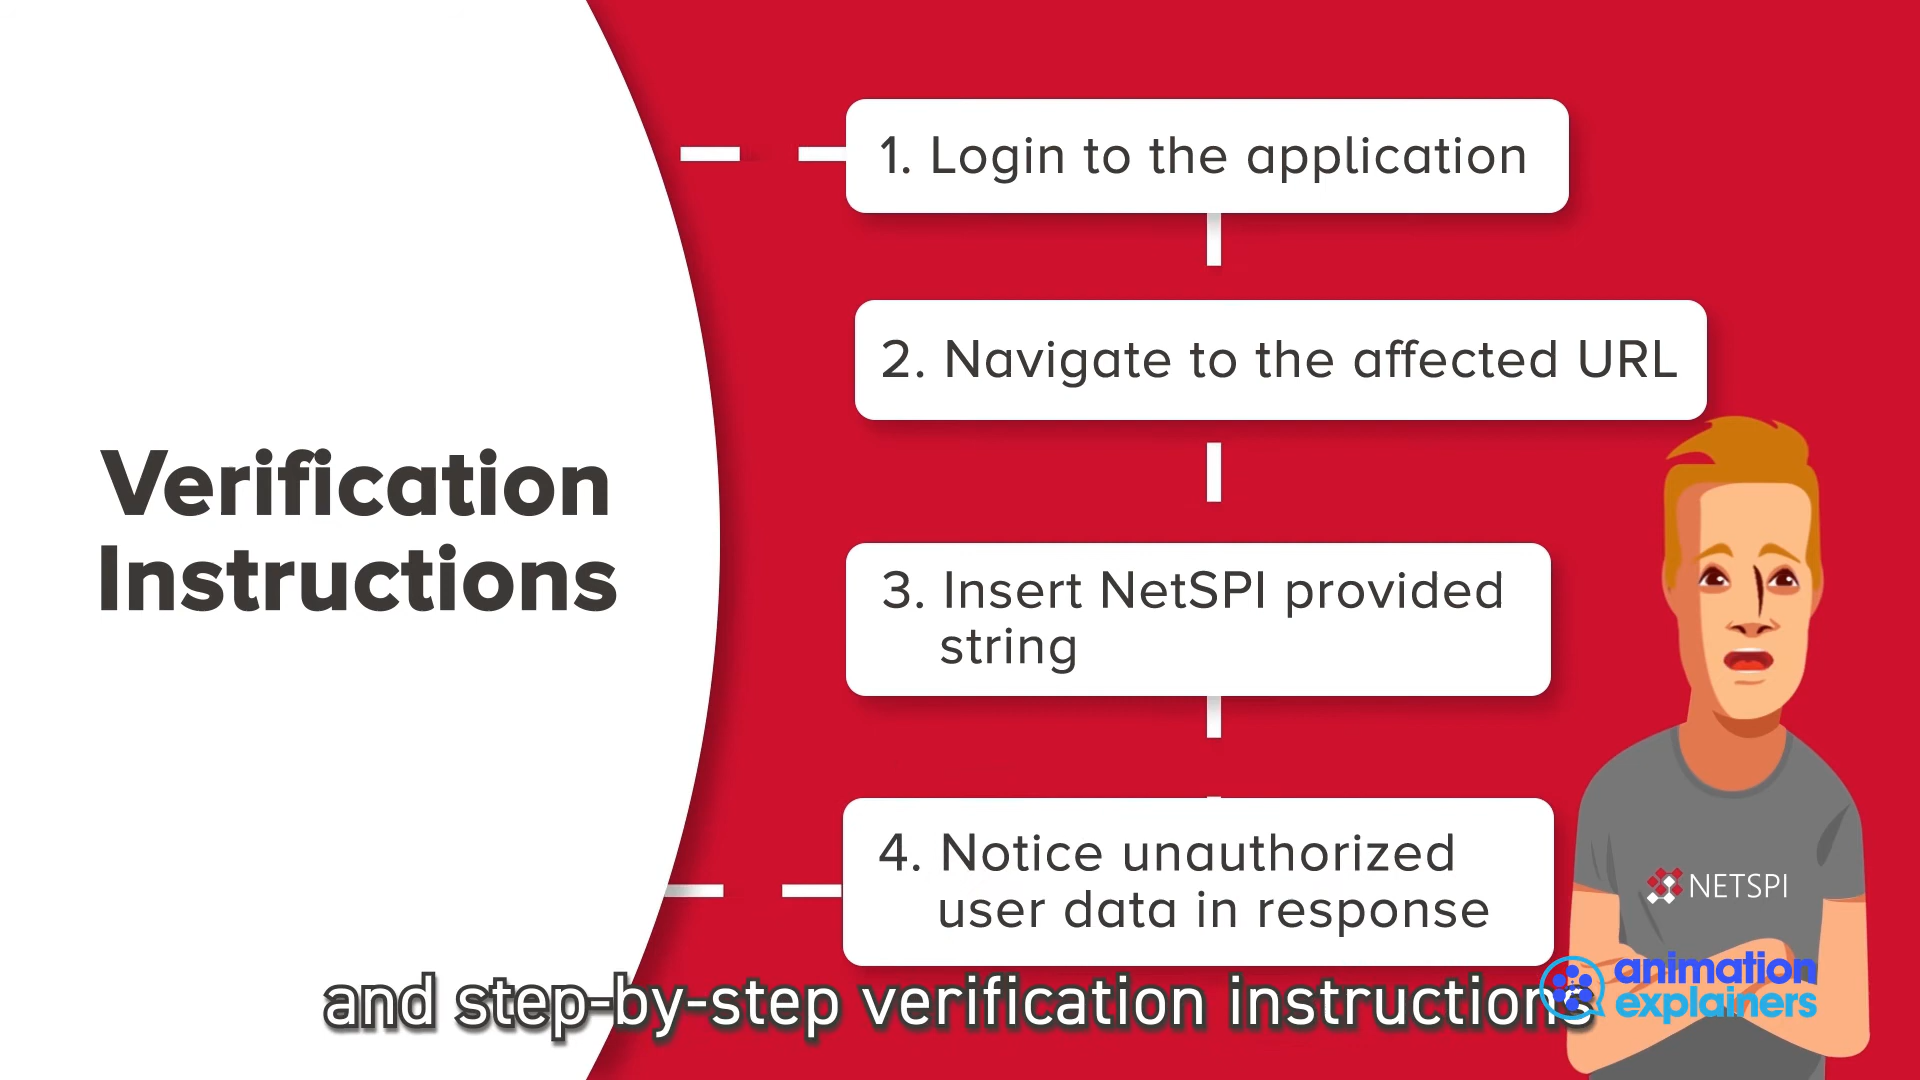 Verification
Instructions
1. Login to the application
2. Navigate to the affected URL
3. Insert NetSPI provided
string
4. Notice unauthorized
user data in response
NETSPI
animation
explainers
and step-by-step verification instructions